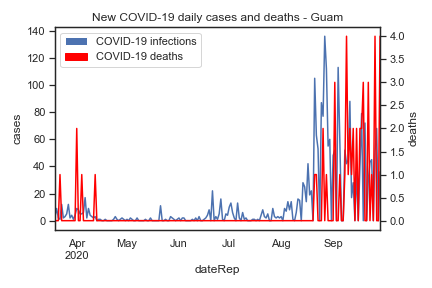 New COVID-19 daily cases and deaths - Guam
COVID-19 infections
COVID-19 deaths
cases
140
120
100
80
60
40
20
0
deaths
4.0
3.5
3.0
2.5
2.0
1.5
1.0
0.5
0.0
Apr May Jun Jul Aug Sep
2020
dateRep